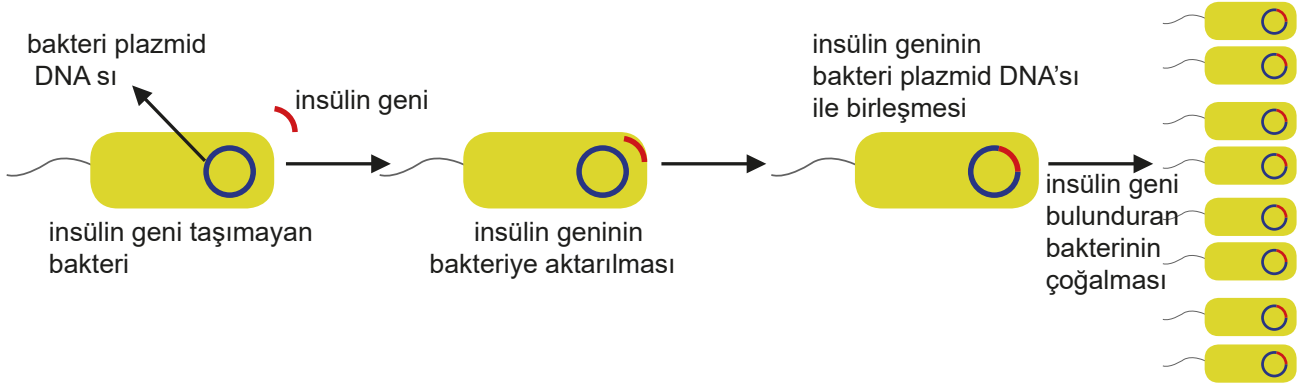 bakteri plazmid
DNA sı
insülin geni
insülin geni taşımayan
bakteri
insülin geninin
bakteriye aktarılması
insülin geninin
bakteri plazmid DNA'sı
ile birleşmesi
insülin geni
bulunduran
bakterinin
çoğalması